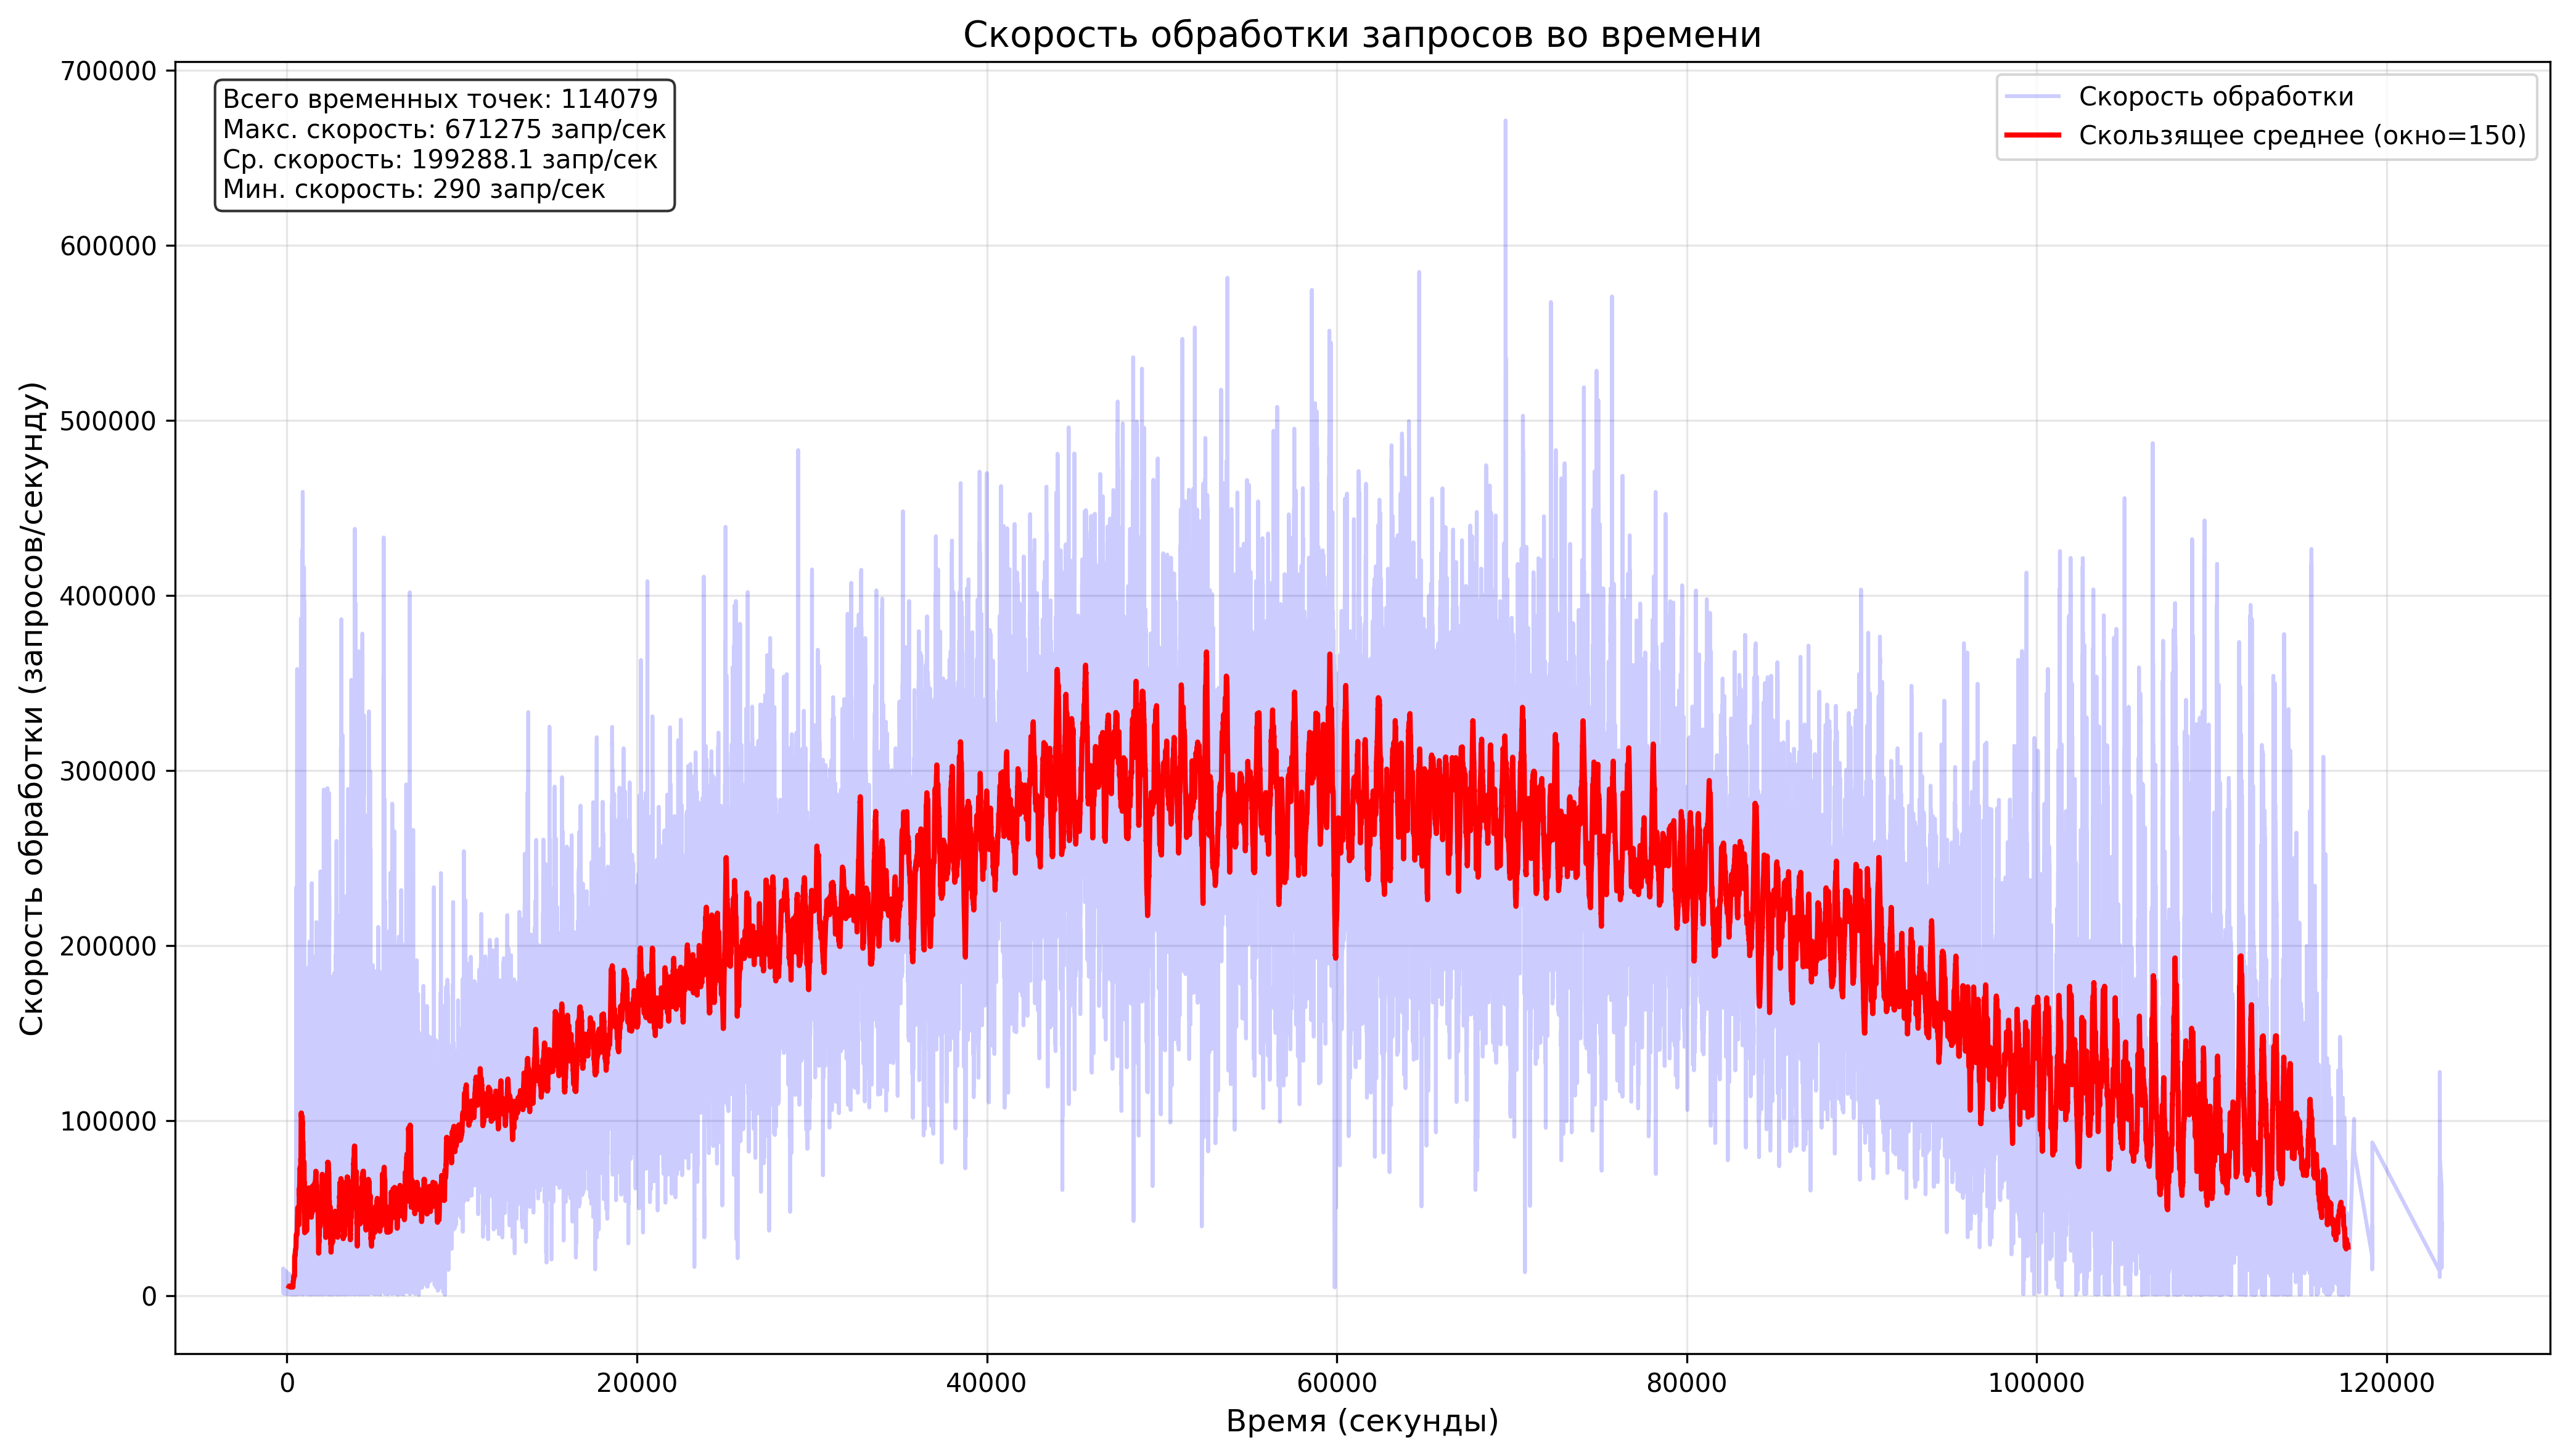 Скорость обработки запросов во времени
Всего временных точек: 114079
Макс. скорость: 671275 запр/сек
Ср. скорость: 199288.1 запр/сек
Мин. скорость: 290 запр/сек
Скорость обработки
Скользящее среднее (окно=150)
Скорость обработки (запросов/секунду)
700000
600000
500000
400000
300000
200000
100000
0
0
20000
40000
60000
80000
100000
120000
Время (секунды)